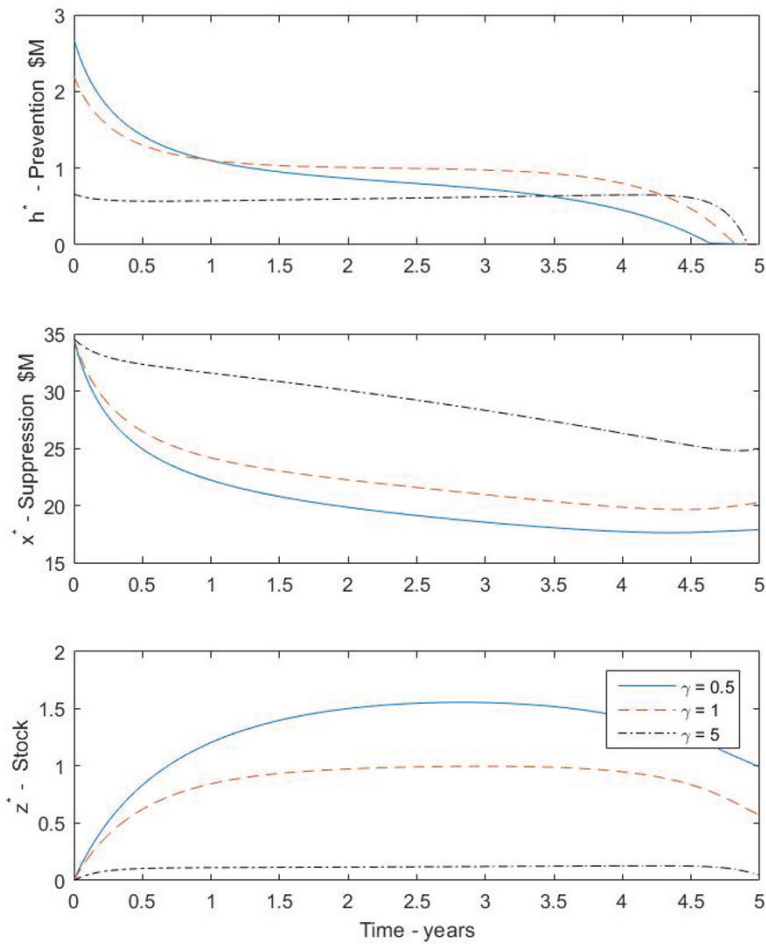 h* - Prevention $M
3
2
1
0
0 0.5 1 1.5 2 2.5 3 3.5 4 4.5 5
x* - Suppression $M
35
30
25
20
15
0 0.5 1 1.5 2 2.5 3 3.5 4 4.5 5
z* - Stock
2
1.5
1
0.5
0
γ = 0.5
γ = 1
γ = 5
0 0.5 1 1.5 2 2.5 3 3.5 4 4.5 5
Time - years